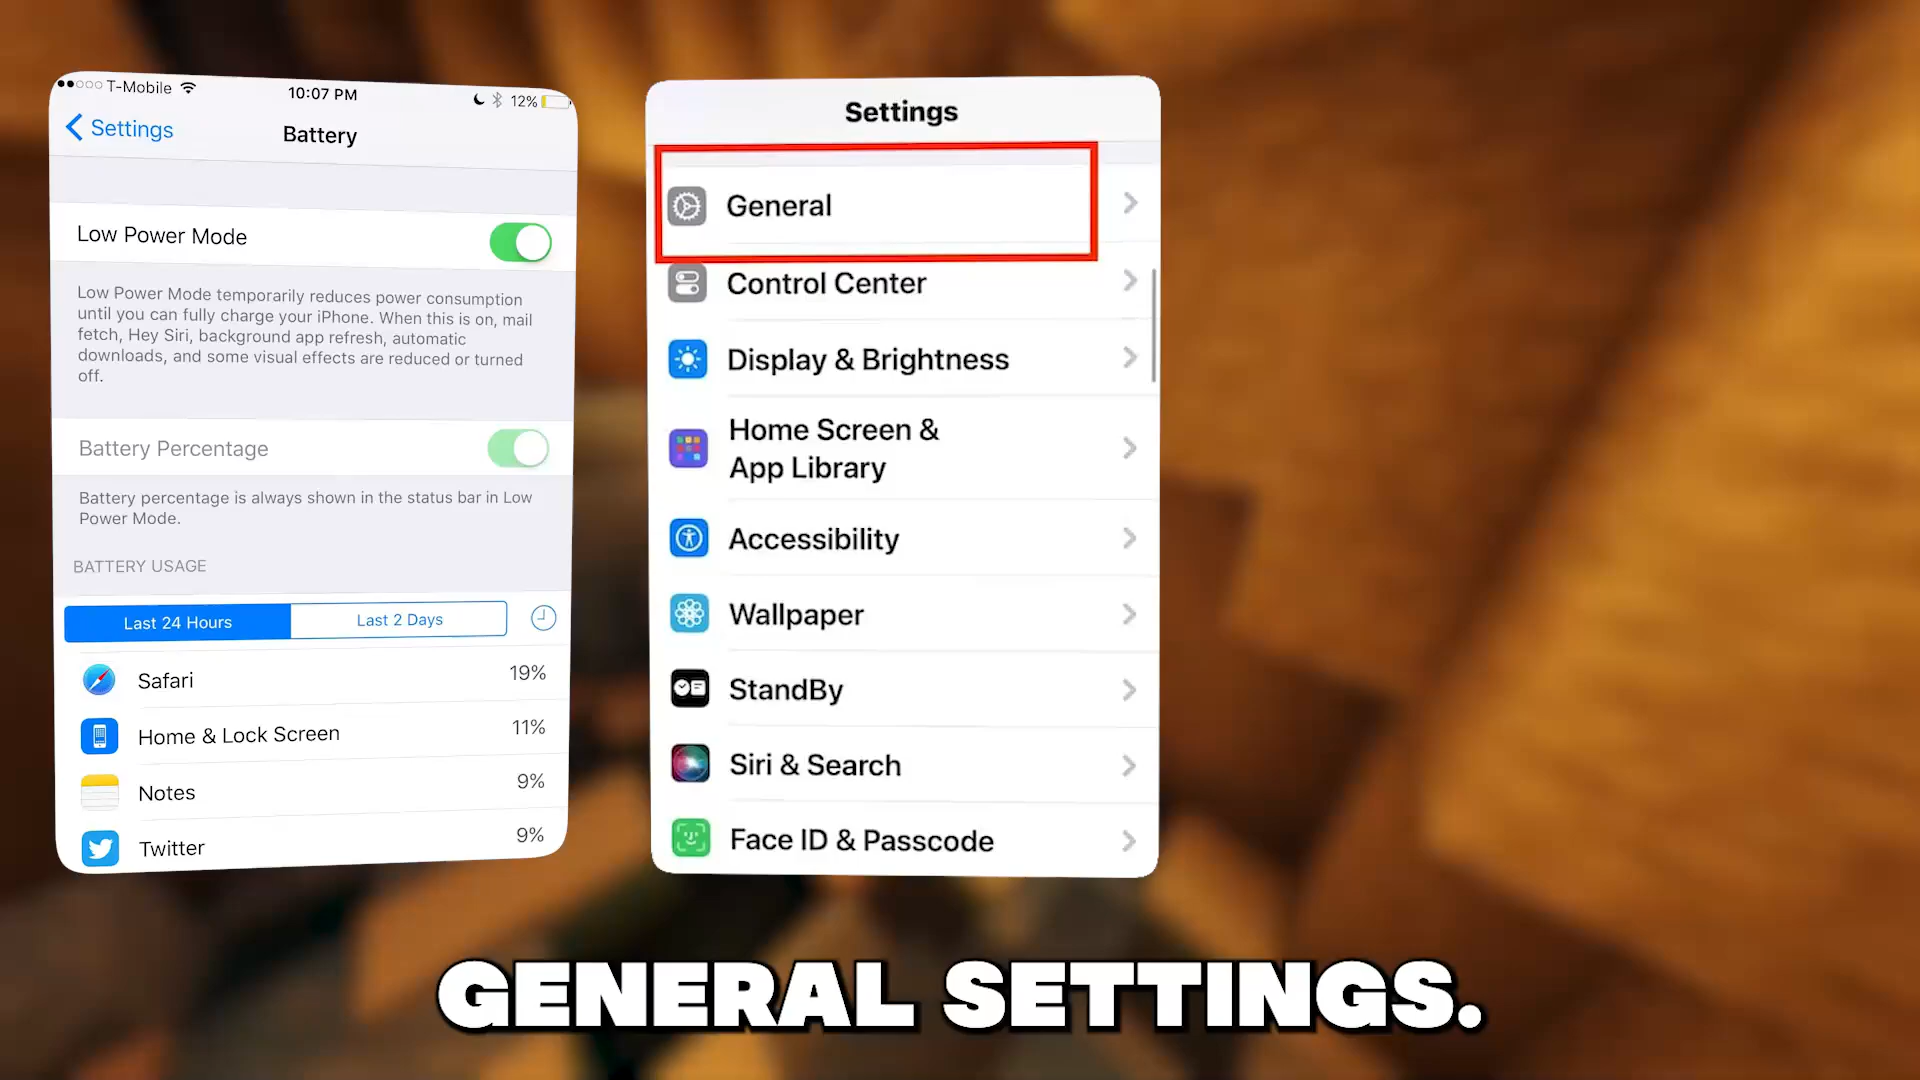 T-Mobile
10:07 PM
12%
Settings
Battery
Low Power Mode
Low Power Mode temporarily reduces power consumption
until you can fully charge your iPhone. When this is on, mail
fetch, Hey Siri, background app refresh, automatic
downloads, and some visual effects are reduced or turned
off.
Battery Percentage
Battery percentage is always shown in the status bar in Low
Power Mode.
BATTERY USAGE
Last 24 Hours
Last 2 Days
Safari 19%
Home & Lock Screen 11%
Notes 9%
Twitter 9%
Settings
General
Control Center
Display & Brightness
Home Screen &
App Library
Accessibility
Wallpaper
StandBy
Siri & Search
Face ID & Passcode
GENERAL SETTINGS.